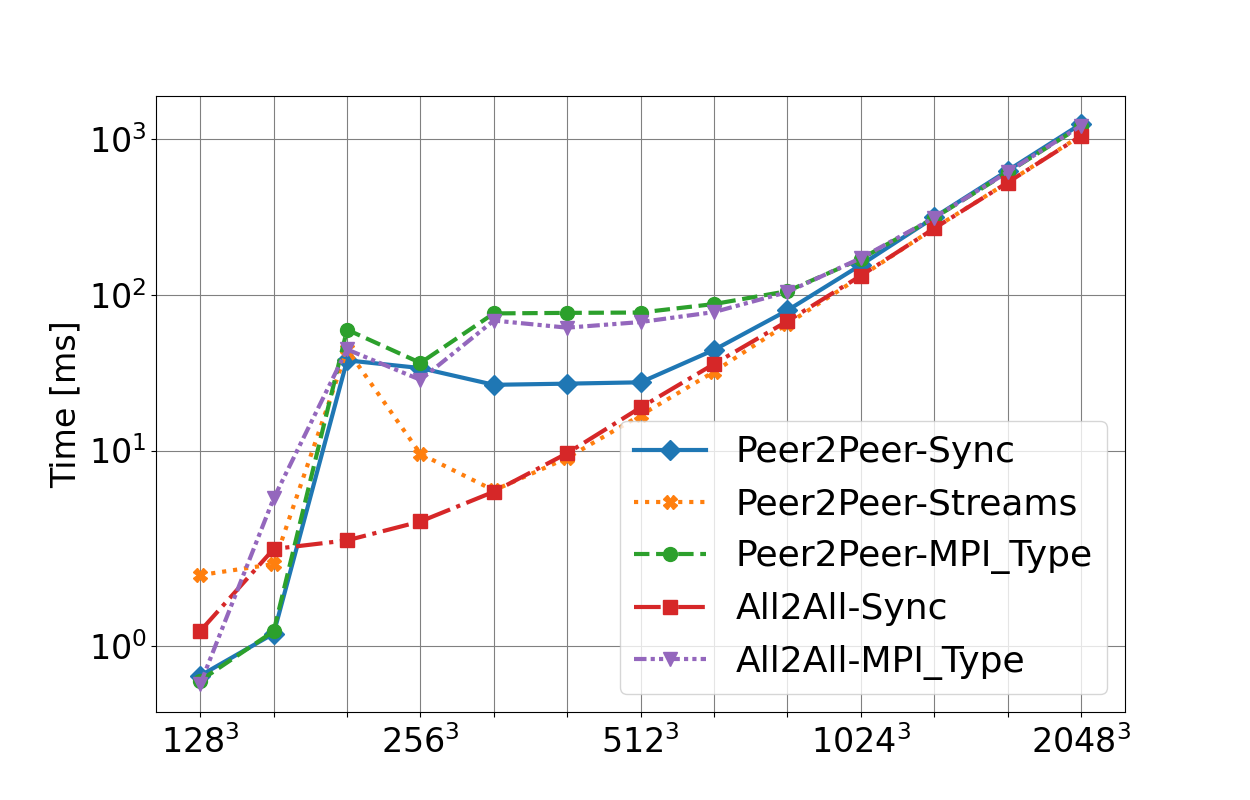 Time [ms]
10³
10²
10¹
10⁰
128³ 256³ 512³ 1024³ 2048³
Peer2Peer-Sync
Peer2Peer-Streams
Peer2Peer-MPI_Type
All2All-Sync
All2All-MPI_Type